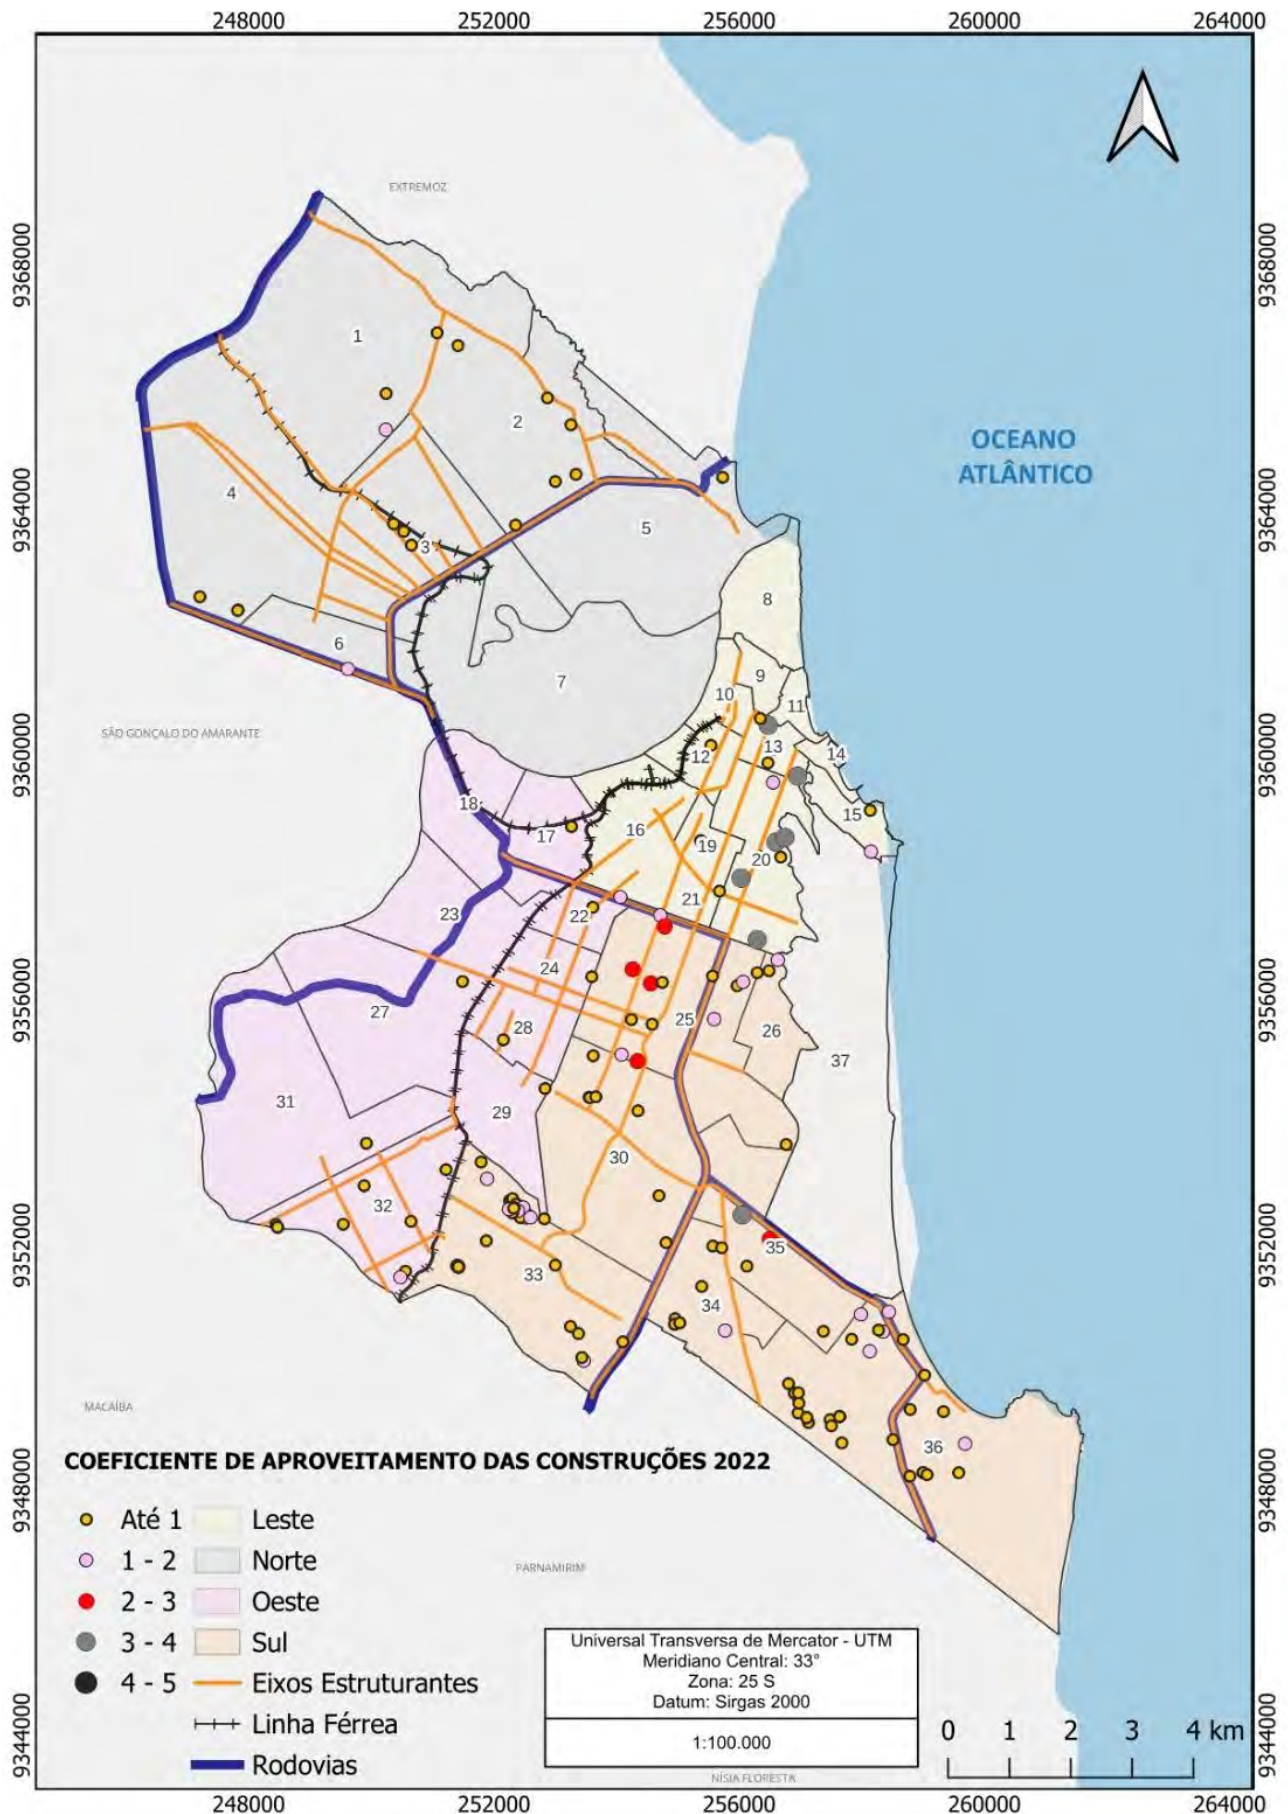 248000 252000 256000 260000 264000
EXTREMOZ
9368000
9368000
1
2
OCEANO
ATLÂNTICO
4
9364000
9364000
5
3
8
6
9
7
10
11
SÃO GONÇALO DO AMARANTE
9360000
9360000
13
14
12
18
15
16
17
19
20
21
23
22
24
9356000
9356000
27
25
28
26
37
31
29
30
32
9352000
9352000
35
33
34
MACAÍBA
36
COEFICIENTE DE APROVEITAMENTO DAS CONSTRUÇÕES 2022
9348000
9348000
Até 1 Leste
1 - 2 Norte
PARNAMIRIM
2 - 3 Oeste
3 - 4 Sul
4 - 5 Eixos Estruturantes
Linha Férrea
Rodovias
Universal Transversa de Mercator - UTM
Meridiano Central: 33°
Zona: 25 S
Datum: Sirgas 2000
1:100.000
9344000
9344000
0 1 2 3 4 km
NÍSIA FLORESTA
248000 252000 256000 260000 264000